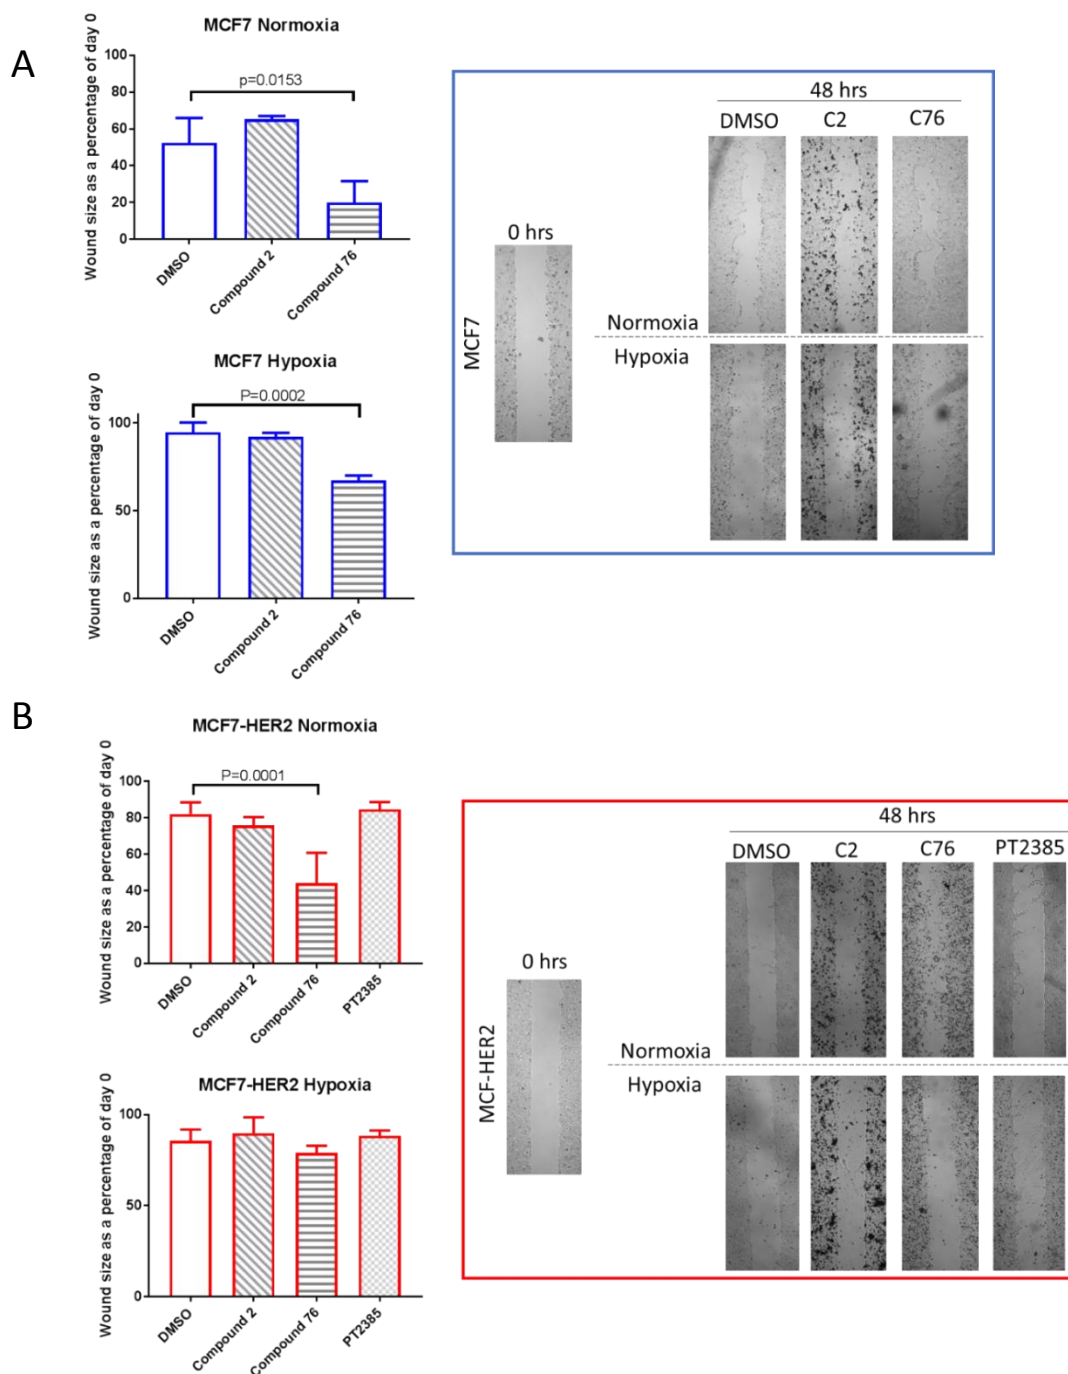 A
MCF7 Normoxia
Wound size as a percentage of day 0
100
80
60
40
20
0
p=0.0153
DMSO
Compound 2
Compound 76
MCF7 Hypoxia
Wound size as a percentage of day 0
100
50
0
P=0.0002
DMSO
Compound 2
Compound 76
48 hrs
DMSO C2 C76
0 hrs
MCF7
Normoxia
Hypoxia
B
MCF7-HER2 Normoxia
Wound size as a percentage of day 0
100
80
60
40
20
0
P=0.0001
DMSO
Compound 2
Compound 76
PT2385
MCF7-HER2 Hypoxia
Wound size as a percentage of day 0
100
50
0
DMSO
Compound 2
Compound 76
PT2385
48 hrs
DMSO C2 C76 PT2385
0 hrs
MCF-HER2
Normoxia
Hypoxia